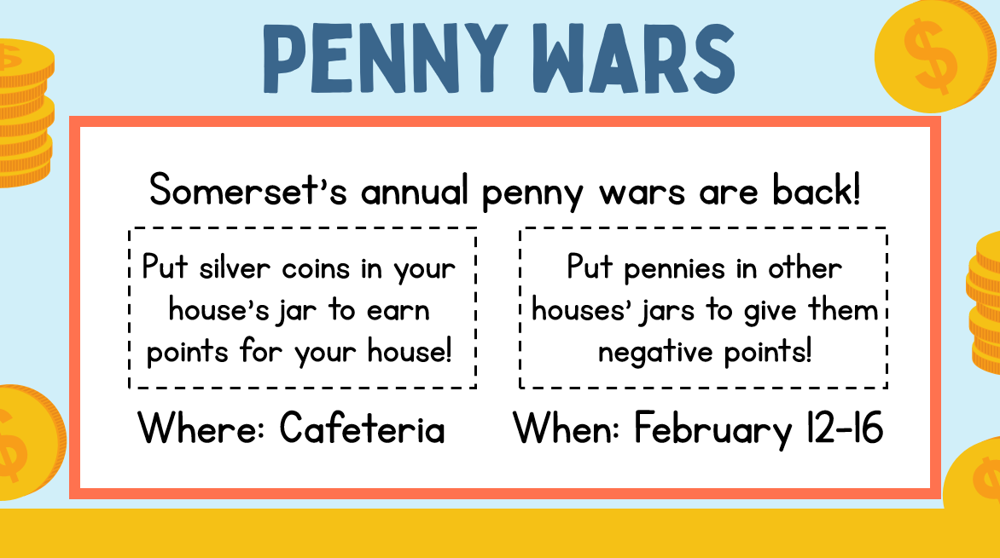 PENNY WARS
Somerset's annual penny wars are back!
Put silver coins in your
house's jar to earn
points for your house!
Put pennies in other
houses' jars to give them
negative points!
Where: Cafeteria
When: February 12-16